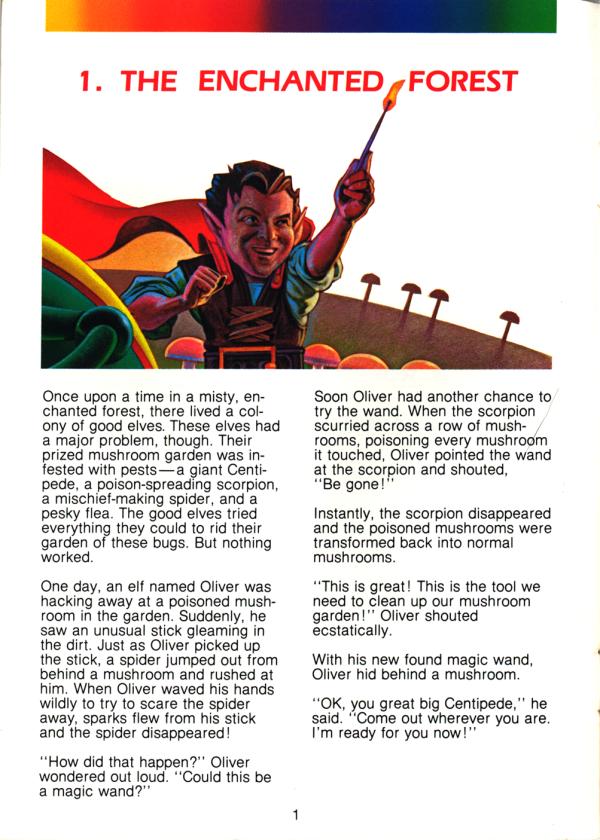 1. THE ENCHANTED FOREST
Once upon a time in a misty, en-
chanted forest, there lived a col-
ony of good elves. These elves had
a major problem, though. Their
prized mushroom garden was in-
fested with pests—a giant Centi-
pede, a poison-spreading scorpion,
a mischief-making spider, and a
pesky flea. The good elves tried
everything they could to rid their
garden of these bugs. But nothing
worked.
One day, an elf named Oliver was
hacking away at a poisoned mush-
room in the garden. Suddenly, he
saw an unusual stick gleaming in
the dirt. Just as Oliver picked up
the stick, a spider jumped out from
behind a mushroom and rushed at
him. When Oliver waved his hands
wildly to try to scare the spider
away, sparks flew from his stick
and the spider disappeared!
"How did that happen?" Oliver
wondered out loud. "Could this be
a magic wand?"
Soon Oliver had another chance to
try the wand. When the scorpion
scurried across a row of mush-
rooms, poisoning every mushroom
it touched, Oliver pointed the wand
at the scorpion and shouted,
"Be gone!"
Instantly, the scorpion disappeared
and the poisoned mushrooms were
transformed back into normal
mushrooms.
"This is great! This is the tool we
need to clean up our mushroom
garden!" Oliver shouted
ecstatically.
With his new found magic wand,
Oliver hid behind a mushroom.
"OK, you great big Centipede," he
said. "Come out wherever you are.
I'm ready for you now!"
1